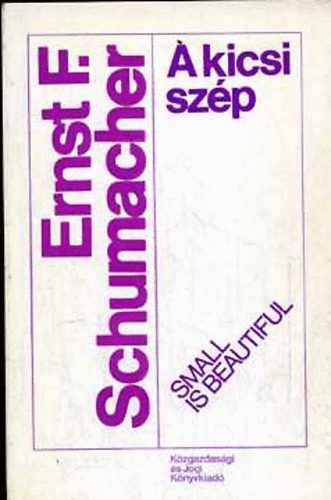 Ernst F.
Schumacher
A kicsi
szép
SMALL
IS BEAUTIFUL
Közgazdasági
és Jogi
Könyvkiadó